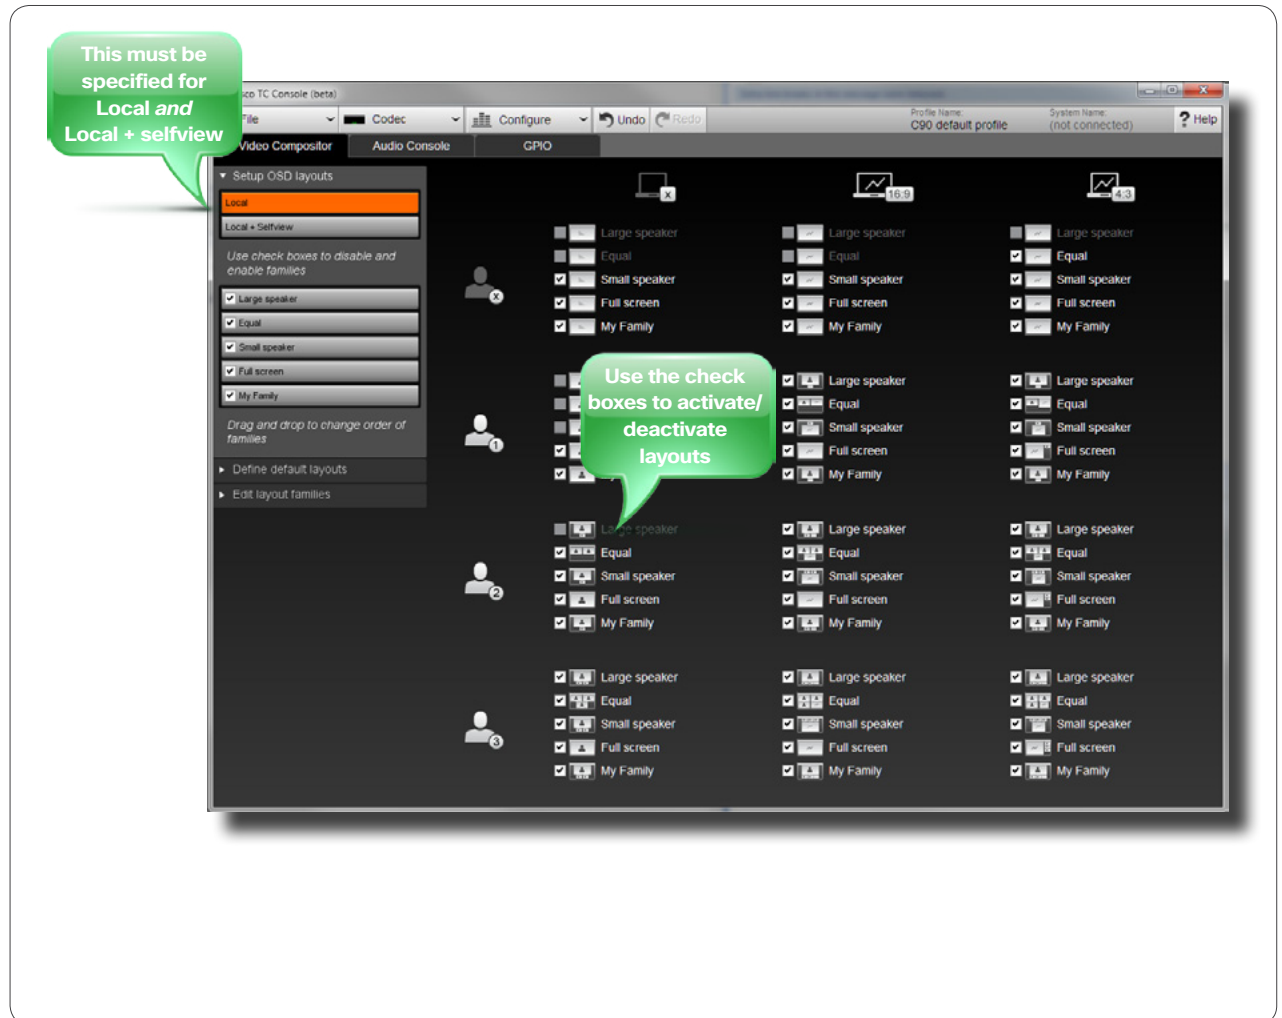 This must be
specified for
Local and
Local + selfview
sco TC Console (beta)
File
Codec
Configure
Undo
Redo
Profile Name:
C90 default profile
System Name:
(not connected)
? Help
Video Compositor
Audio Console
GPIO
Setup OSD layouts
Local
Local + Selfview
Use check boxes to disable and
enable families
Large speaker
Equal
Small speaker
Full screen
My Family
Drag and drop to change order of
families
Define default layouts
Edit layout families
x
16:9
4:3
x
Large speaker
Equal
Small speaker
Full screen
My Family
Large speaker
Equal
Small speaker
Full screen
My Family
Large speaker
Equal
Small speaker
Full screen
My Family
Use the check
boxes to activate/
deactivate
layouts
1
Large speaker
Equal
Small speaker
Full screen
My Family
Large speaker
Equal
Small speaker
Full screen
My Family
2
Large speaker
Equal
Small speaker
Full screen
My Family
Large speaker
Equal
Small speaker
Full screen
My Family
Large speaker
Equal
Small speaker
Full screen
My Family
3
Large speaker
Equal
Small speaker
Full screen
My Family
Large speaker
Equal
Small speaker
Full screen
My Family
Large speaker
Equal
Small speaker
Full screen
My Family